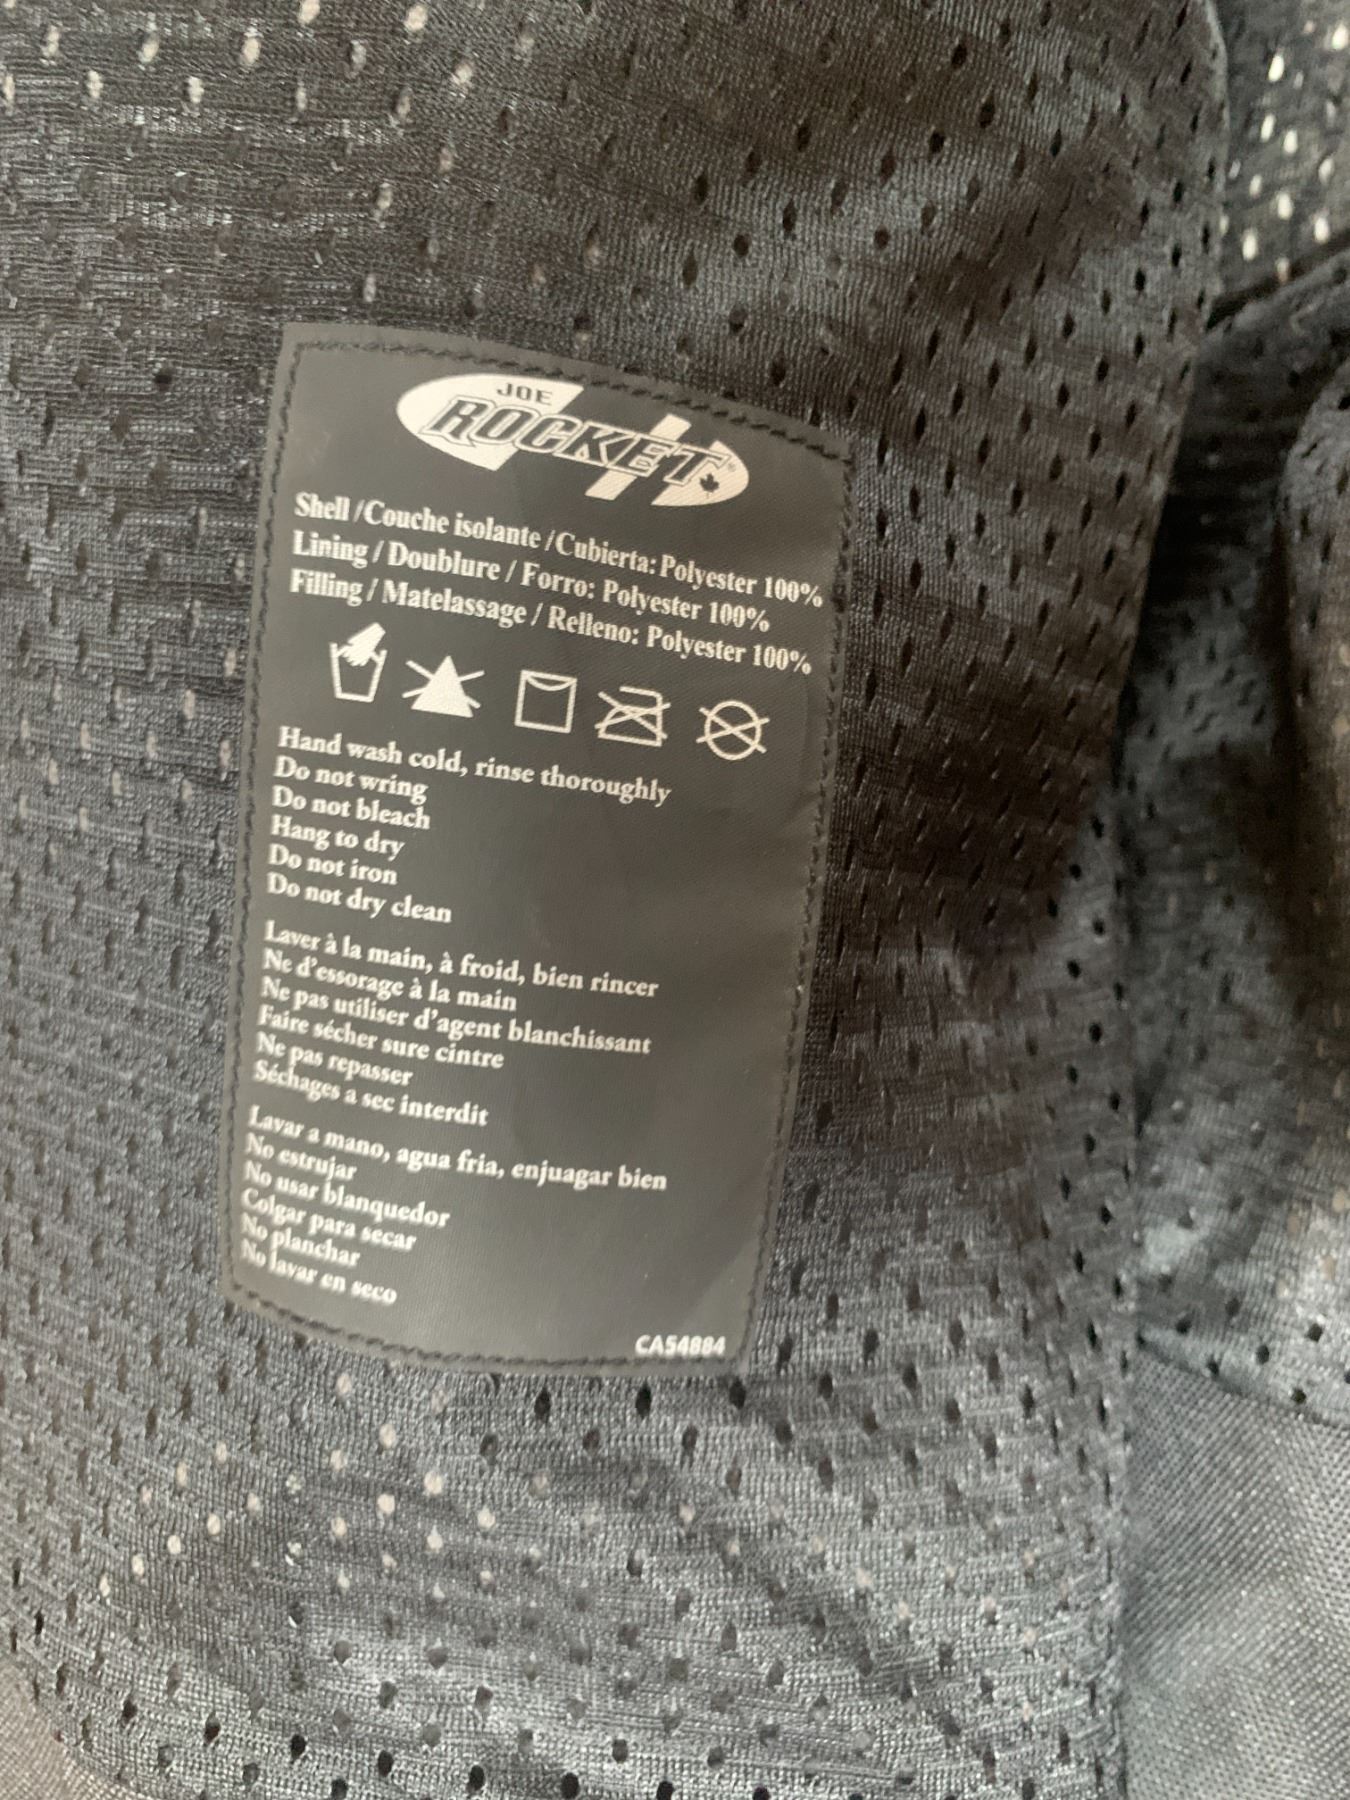 JOE
ROCKET®
Shell /Couche isolante /Cubierta: Polyester 100%
Lining / Doublure / Forro: Polyester 100%
Filling / Matelassage / Relleno: Polyester 100%
Hand wash cold, rinse thoroughly
Do not wring
Do not bleach
Hang to dry
Do not iron
Do not dry clean
Laver à la main, à froid, bien rincer
Ne d'essorage à la main
Ne pas utiliser d'agent blanchissant
Faire sécher sure cintre
Ne pas repasser
Séchages a sec interdit
Lavar a mano, agua fria, enjuagar bien
No estrujar
No usar blanquedor
Colgar para secar
No planchar
No lavar en seco
CA54884